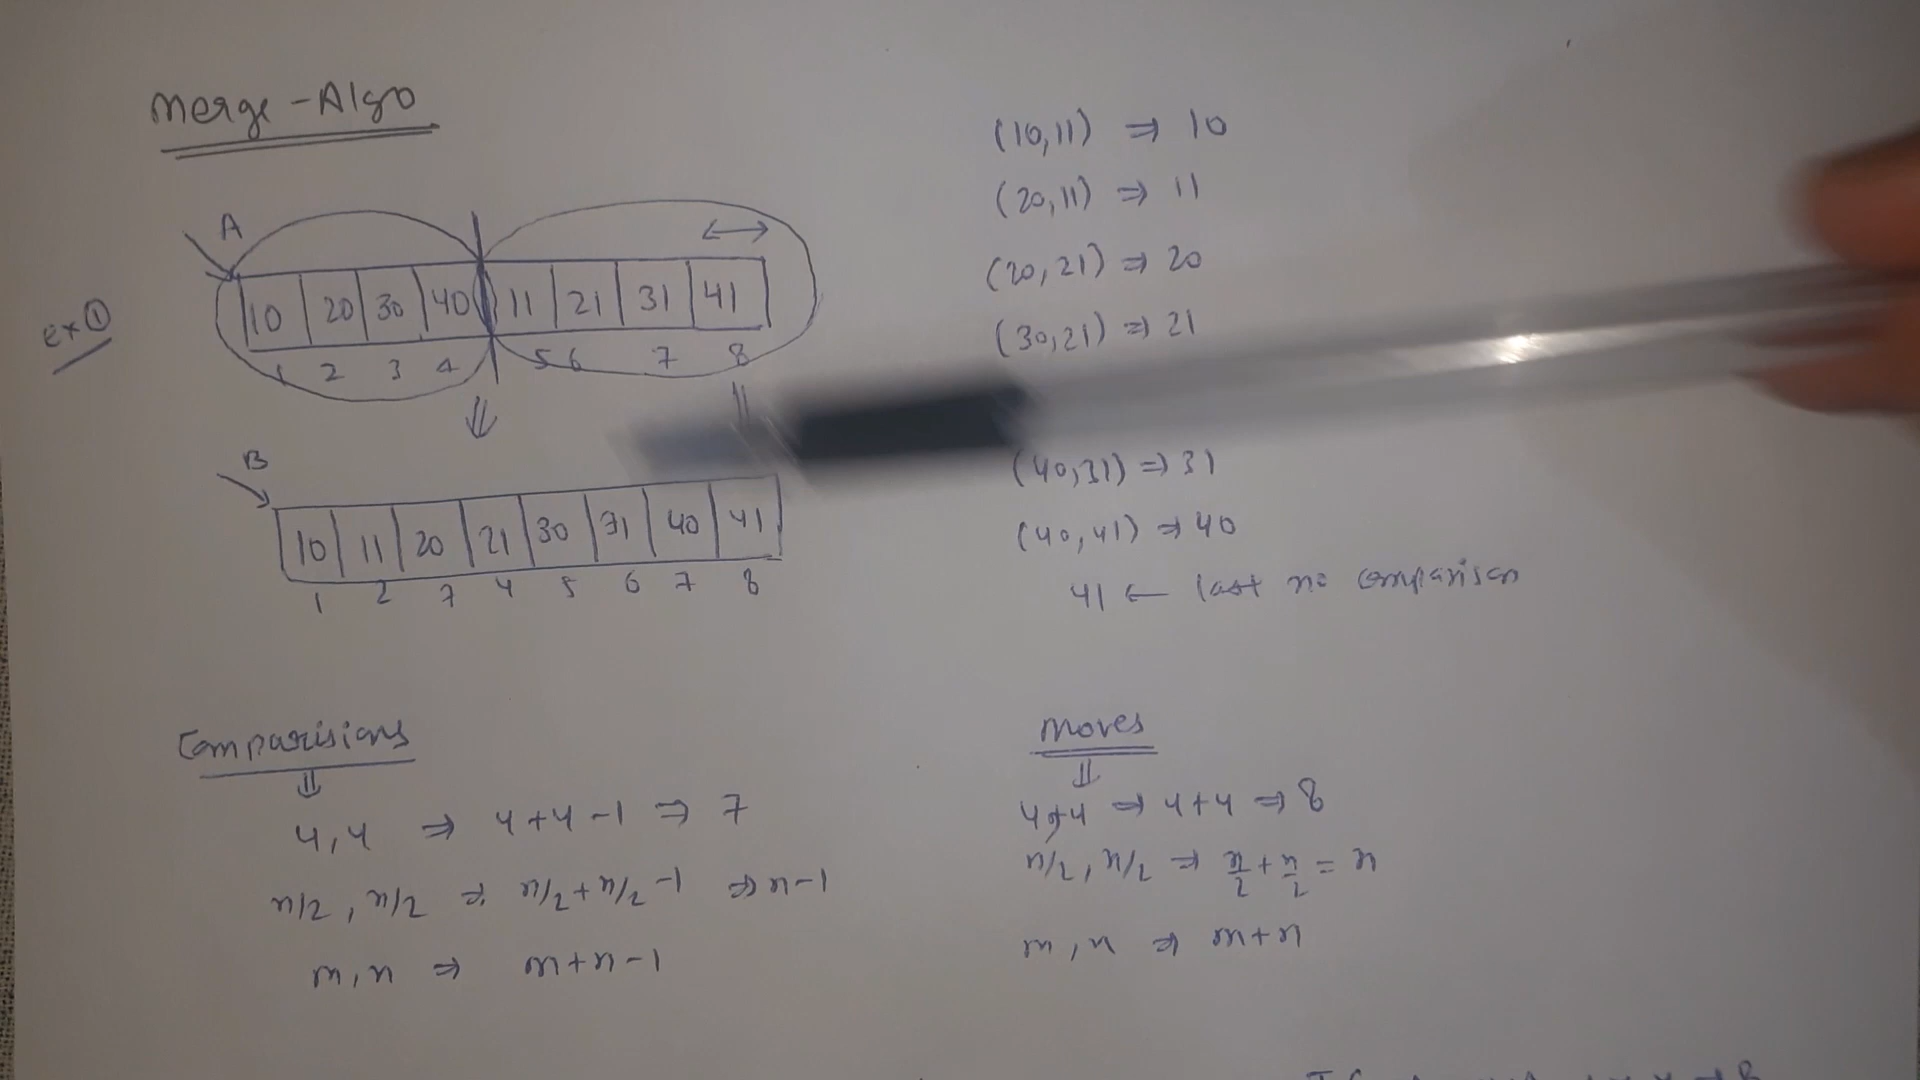 Merge-Algo
A
ex ①
10 20 30 40 11 21 31 41
1 2 3 4 5 6 7 8
B
10 11 20 21 30 31 40 41
1 2 3 4 5 6 7 8
(10,11) ⇒ 10
(20,11) ⇒ 11
(20,21) ⇒ 20
(30,21) ⇒ 21
(40,31) ⇒ 31
(40,41) ⇒ 40
41 ← last no comparison
Comparisions
⇓
4,4 ⇒ 4+4-1 ⇒ 7
n/2, n/2 ⇒ n/2+n/2-1 ⇒ n-1
m,n ⇒ m+n-1
Moves
⇓
4,4 ⇒ 4+4 ⇒ 8
n/2, n/2 ⇒ n/2 + n/2 = n
m,n ⇒ m+n